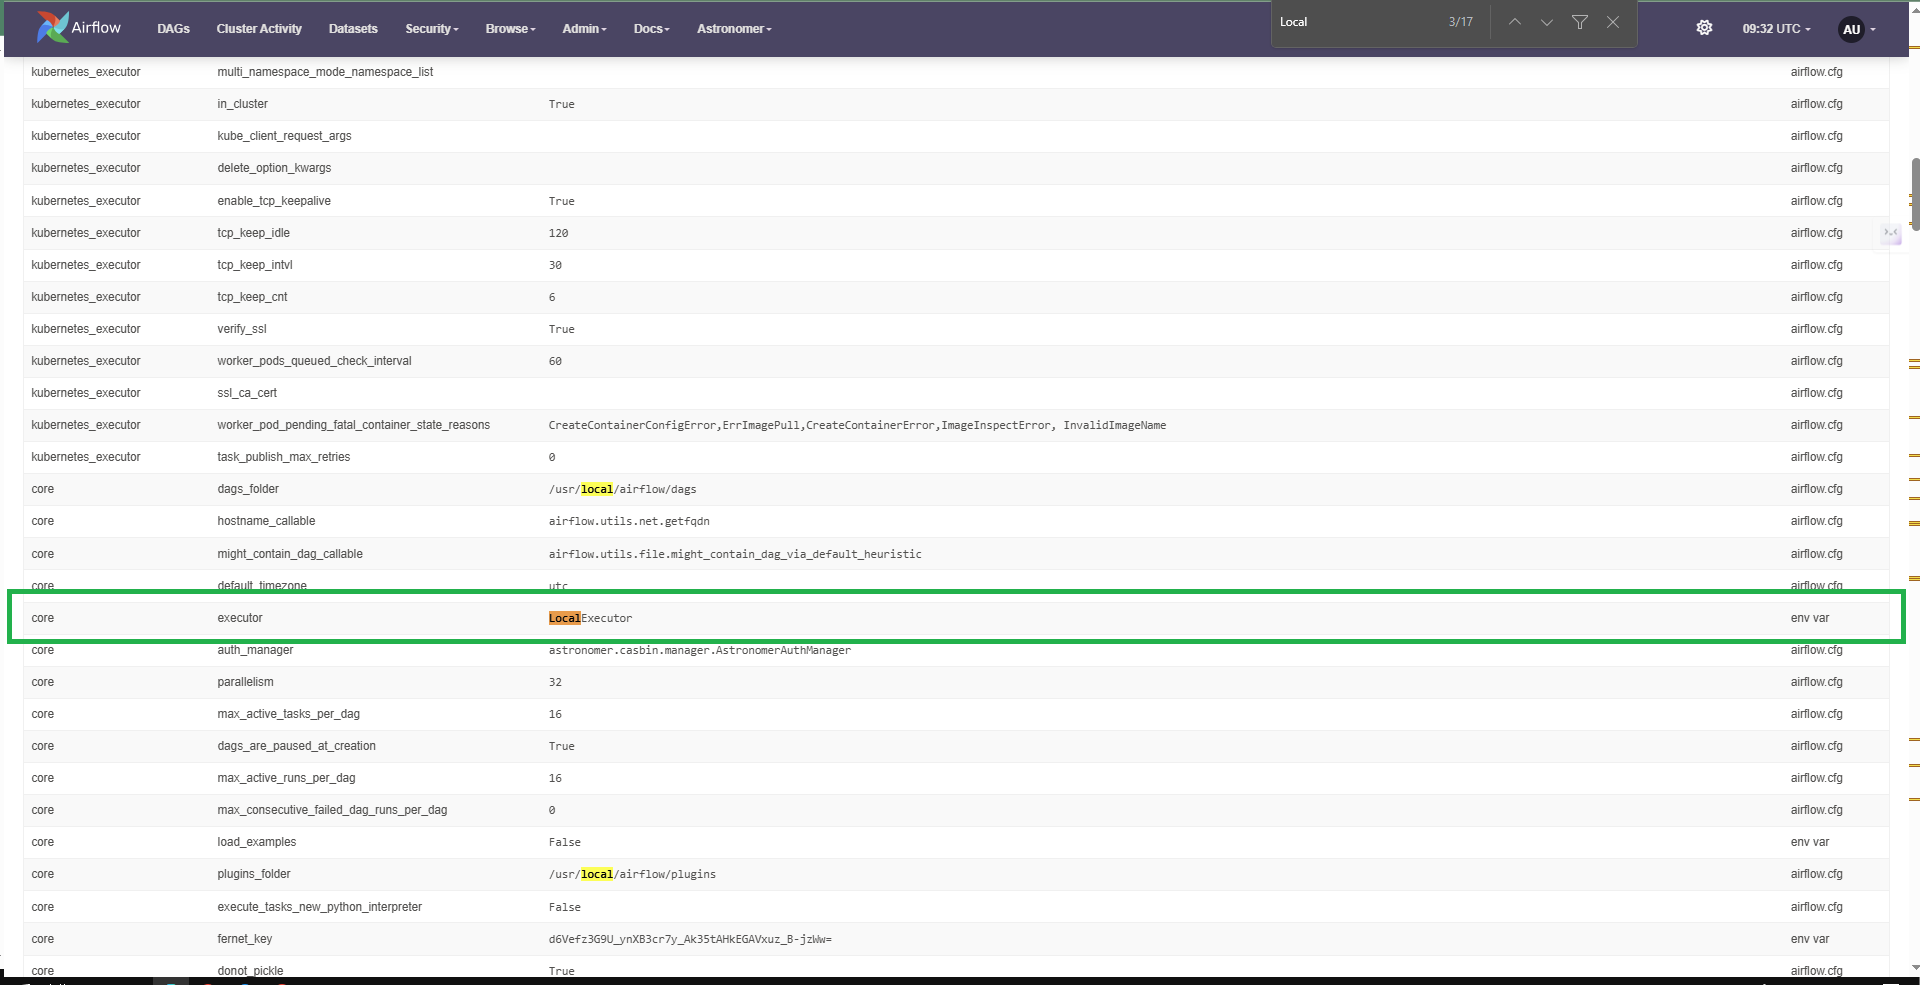 Airflow DAGs Cluster Activity Datasets Security Browse Admin Docs Astronomer Local 3/17 09:32 UTC AU
kubernetes_executor multi_namespace_mode_namespace_list airflow.cfg
kubernetes_executor in_cluster True airflow.cfg
kubernetes_executor kube_client_request_args airflow.cfg
kubernetes_executor delete_option_kwargs airflow.cfg
kubernetes_executor enable_tcp_keepalive True airflow.cfg
kubernetes_executor tcp_keep_idle 120 airflow.cfg
kubernetes_executor tcp_keep_intvl 30 airflow.cfg
kubernetes_executor tcp_keep_cnt 6 airflow.cfg
kubernetes_executor verify_ssl True airflow.cfg
kubernetes_executor worker_pods_queued_check_interval 60 airflow.cfg
kubernetes_executor ssl_ca_cert airflow.cfg
kubernetes_executor worker_pod_pending_fatal_container_state_reasons CreateContainerConfigError,ErrImagePull,CreateContainerError,ImageInspectError, InvalidImageName airflow.cfg
kubernetes_executor task_publish_max_retries 0 airflow.cfg
core dags_folder /usr/local/airflow/dags airflow.cfg
core hostname_callable airflow.utils.net.getfqdn airflow.cfg
core might_contain_dag_callable airflow.utils.file.might_contain_dag_via_default_heuristic airflow.cfg
core default_timezone utc airflow.cfg
core executor LocalExecutor env var
core auth_manager astronomer.casbin.manager.AstronomerAuthManager airflow.cfg
core parallelism 32 airflow.cfg
core max_active_tasks_per_dag 16 airflow.cfg
core dags_are_paused_at_creation True airflow.cfg
core max_active_runs_per_dag 16 airflow.cfg
core max_consecutive_failed_dag_runs_per_dag 0 airflow.cfg
core load_examples False env var
core plugins_folder /usr/local/airflow/plugins airflow.cfg
core execute_tasks_new_python_interpreter False airflow.cfg
core fernet_key d6Vefz3G9U_ynXB3cr7y_Ak35tAHkEGAVxuz_B-jzWw= env var
core donot_pickle True airflow.cfg